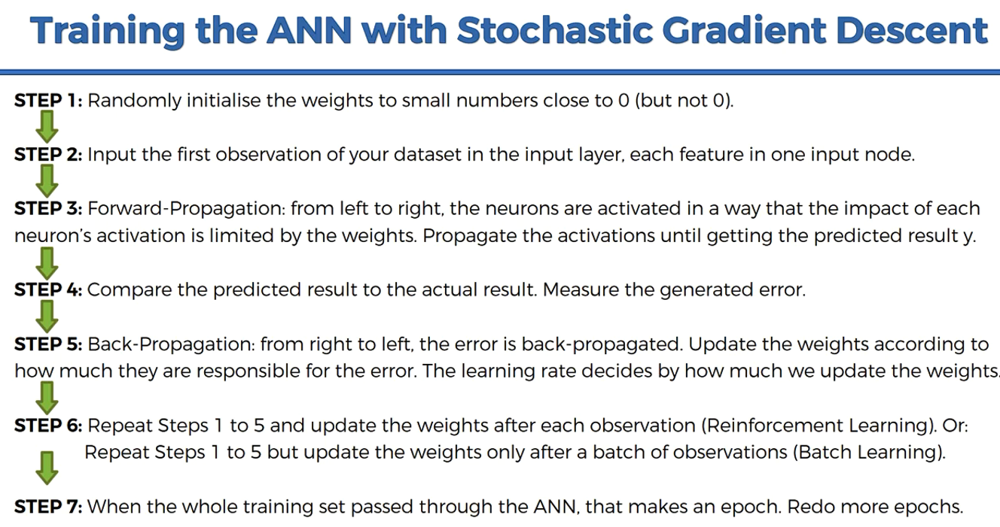 Training the ANN with Stochastic Gradient Descent
STEP 1: Randomly initialise the weights to small numbers close to 0 (but not 0).
STEP 2: Input the first observation of your dataset in the input layer, each feature in one input node.
STEP 3: Forward-Propagation: from left to right, the neurons are activated in a way that the impact of each
neuron's activation is limited by the weights. Propagate the activations until getting the predicted result y.
STEP 4: Compare the predicted result to the actual result. Measure the generated error.
STEP 5: Back-Propagation: from right to left, the error is back-propagated. Update the weights according to
how much they are responsible for the error. The learning rate decides by how much we update the weights.
STEP 6: Repeat Steps 1 to 5 and update the weights after each observation (Reinforcement Learning). Or:
Repeat Steps 1 to 5 but update the weights only after a batch of observations (Batch Learning).
STEP 7: When the whole training set passed through the ANN, that makes an epoch. Redo more epochs.